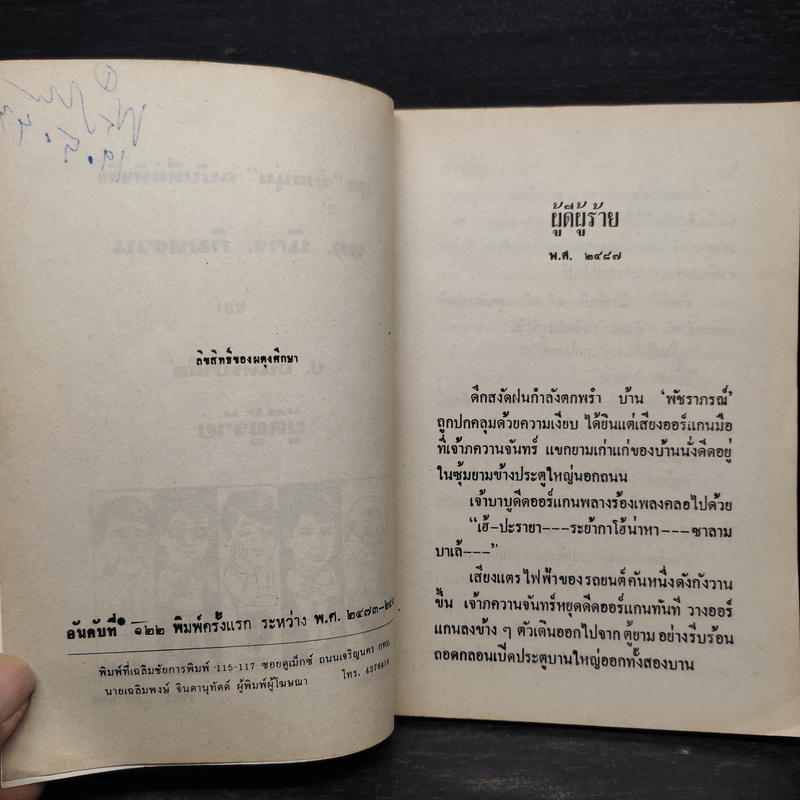 ลิขสิทธิ์ของผดุงศึกษา
อันดับที่ ๑๒๒ พิมพ์ครั้งแรก ระหว่าง พ.ศ. ๒๔๗๓-๒๔
พิมพ์ที่เฉลิมชัยการพิมพ์ 115-117 ซอยคูเม็กซ์ ถนนเจริญนคร กทม.
นายเฉลิมพงษ์ จินตานุทัตต์ ผู้พิมพ์ผู้โฆษณา โทร. 4376416
ผู้ดีผู้ร้าย
พ.ศ. ๒๔๘๗
ดึกสงัดฝนกำลังตกพรำ บ้าน ‘พัชราภรณ์’
ถูกปกคลุมด้วยความเงียบ ได้ยินแต่เสียงออร์แกนมือ
ที่เจ้าภควานจันทร์ แขกยามเก่าแก่ของบ้านนั่งดีดอยู่
ในซุ้มยามข้างประตูใหญ่นอกถนน
เจ้าบาบูดีดออร์แกนพลางร้องเพลงคลอไปด้วย
“เฮ้-ปะรายา---ระย้ากาโฮ้น่าหา---ซาลาม
บาเล้---”
เสียงแตรไฟฟ้าของรถยนต์คันหนึ่งดังกังวาน
ขึ้น เจ้าภควานจันทร์หยุดดีดออร์แกนทันที วางออร์
แกนลงข้าง ๆ ตัวเดินออกไปจากตู้ยามอย่างรีบร้อน
ถอดกลอนเปิดประตูบานใหญ่ออกทั้งสองบาน